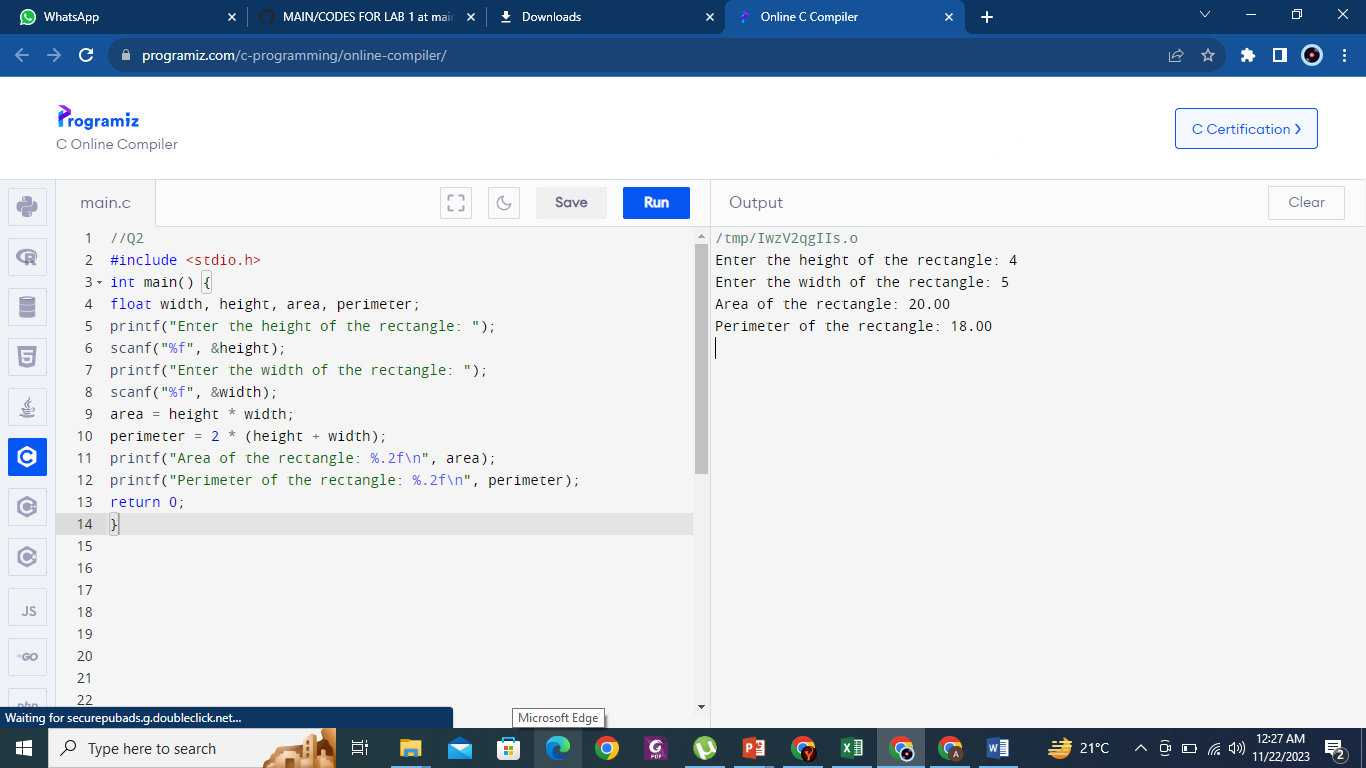 WhatsApp
MAIN/CODES FOR LAB 1 at mai
Downloads
Online C Compiler
programiz.com/c-programming/online-compiler/
Programiz
C Online Compiler
C Certification
main.c
Save
Run
Output
Clear
1 //Q2
2 #include <stdio.h>
3 int main() {
4 float width, height, area, perimeter;
5 printf("Enter the height of the rectangle: ");
6 scanf("%f", &height);
7 printf("Enter the width of the rectangle: ");
8 scanf("%f", &width);
9 area = height * width;
10 perimeter = 2 * (height + width);
11 printf("Area of the rectangle: %.2f\n", area);
12 printf("Perimeter of the rectangle: %.2f\n", perimeter);
13 return 0;
14 }
15
16
17
18
19
20
21
22
/tmp/IwzV2qgIIs.o
Enter the height of the rectangle: 4
Enter the width of the rectangle: 5
Area of the rectangle: 20.00
Perimeter of the rectangle: 18.00
JS
GO
php
Waiting for securepubads.g.doubleclick.net...
Microsoft Edge
Type here to search
PDF
21°C
12:27 AM
11/22/2023
2